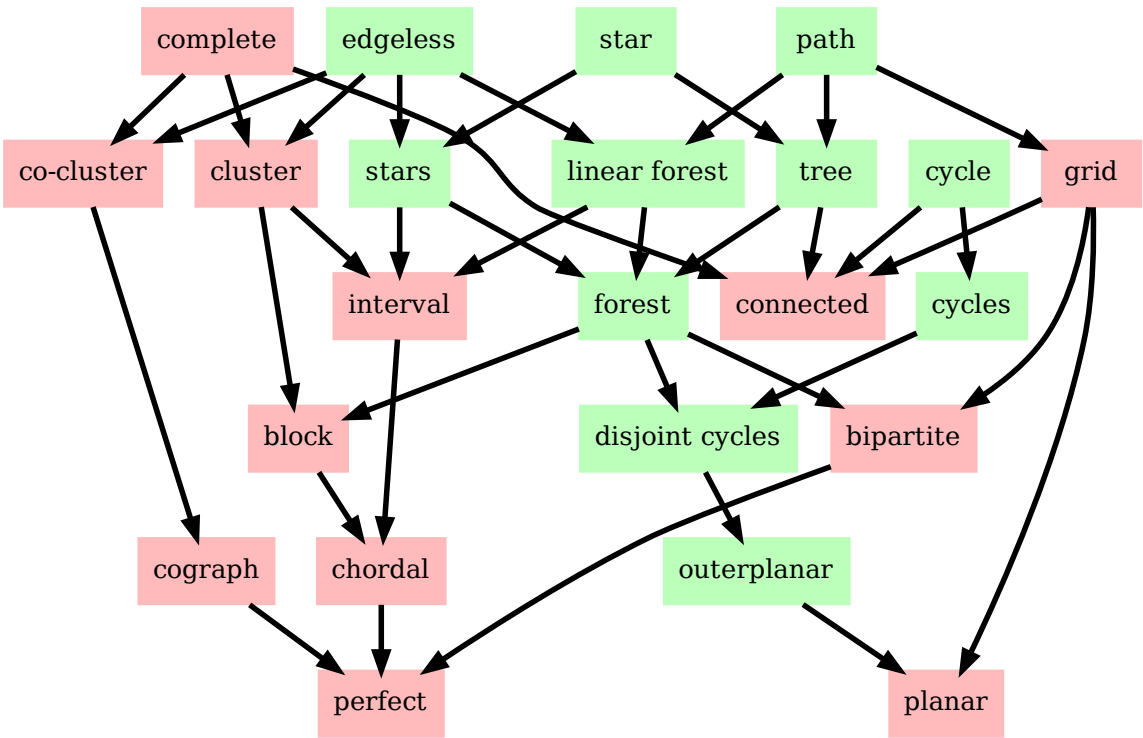 complete
edgeless
star
path
co-cluster
cluster
stars
linear forest
tree
cycle
grid
interval
forest
connected
cycles
block
disjoint cycles
bipartite
cograph
chordal
outerplanar
perfect
planar